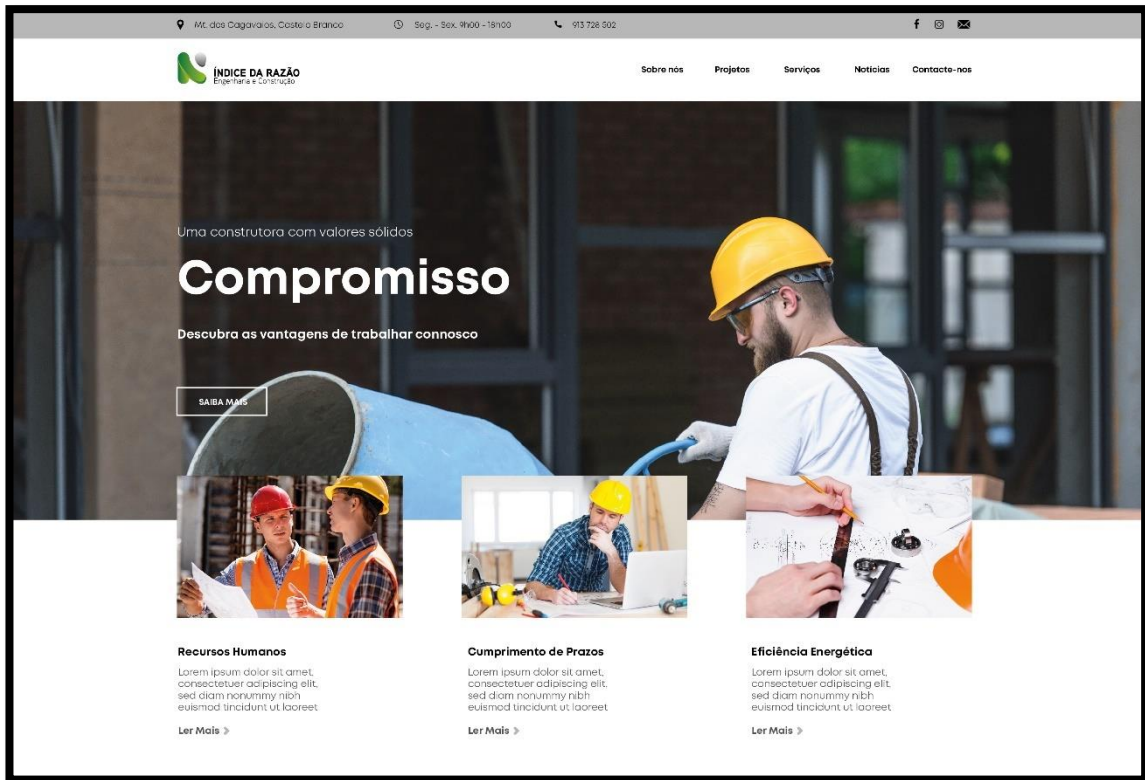 Mt. dos Cagavaios, Castelo Branco
Seg. - Sex. 9h00 - 18h00
913 728 502
ÍNDICE DA RAZÃO
Engenharia e Construção
Sobre nós
Projetos
Serviços
Notícias
Contacte-nos
Uma construtora com valores sólidos
Compromisso
Descubra as vantagens de trabalhar connosco
SAIBA MAIS
Recursos Humanos
Lorem ipsum dolor sit amet,
consectetuer adipiscing elit,
sed diam nonummy nibh
euismod tincidunt ut laoreet
Ler Mais
Cumprimento de Prazos
Lorem ipsum dolor sit amet,
consectetuer adipiscing elit,
sed diam nonummy nibh
euismod tincidunt ut laoreet
Ler Mais
Eficiência Energética
Lorem ipsum dolor sit amet,
consectetuer adipiscing elit,
sed diam nonummy nibh
euismod tincidunt ut laoreet
Ler Mais